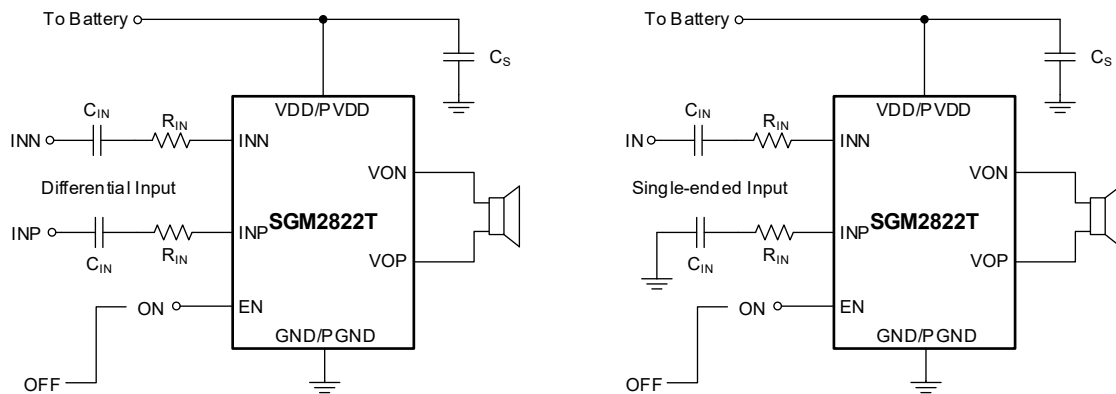 To Battery
C_S
VDD/PVDD
C_IN
R_IN
INN
INN
VON
Differential Input
SGM2822T
INP
INP
C_IN
R_IN
VOP
ON
EN
GND/PGND
OFF
To Battery
C_S
VDD/PVDD
C_IN
R_IN
IN
INN
VON
Single-ended Input
SGM2822T
INP
C_IN
R_IN
VOP
ON
EN
GND/PGND
OFF